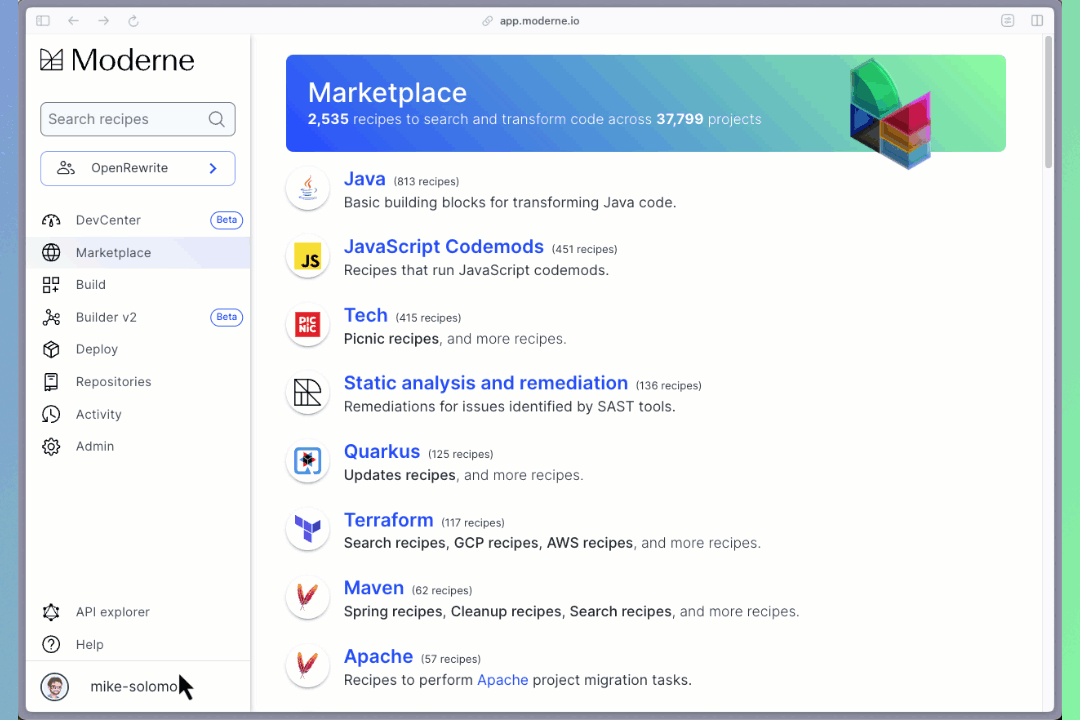 app.moderne.io
Moderne
Search recipes
OpenRewrite
DevCenter Beta
Marketplace
Build
Builder v2 Beta
Deploy
Repositories
Activity
Admin
API explorer
Help
mike-solomo
Marketplace
2,535 recipes to search and transform code across 37,799 projects
Java (813 recipes)
Basic building blocks for transforming Java code.
JS
JavaScript Codemods (451 recipes)
Recipes that run JavaScript codemods.
PIC
NIC
Tech (415 recipes)
Picnic recipes, and more recipes.
Static analysis and remediation (136 recipes)
Remediations for issues identified by SAST tools.
Quarkus (125 recipes)
Updates recipes, and more recipes.
Terraform (117 recipes)
Search recipes, GCP recipes, AWS recipes, and more recipes.
Maven (62 recipes)
Spring recipes, Cleanup recipes, Search recipes, and more recipes.
Apache (57 recipes)
Recipes to perform Apache project migration tasks.